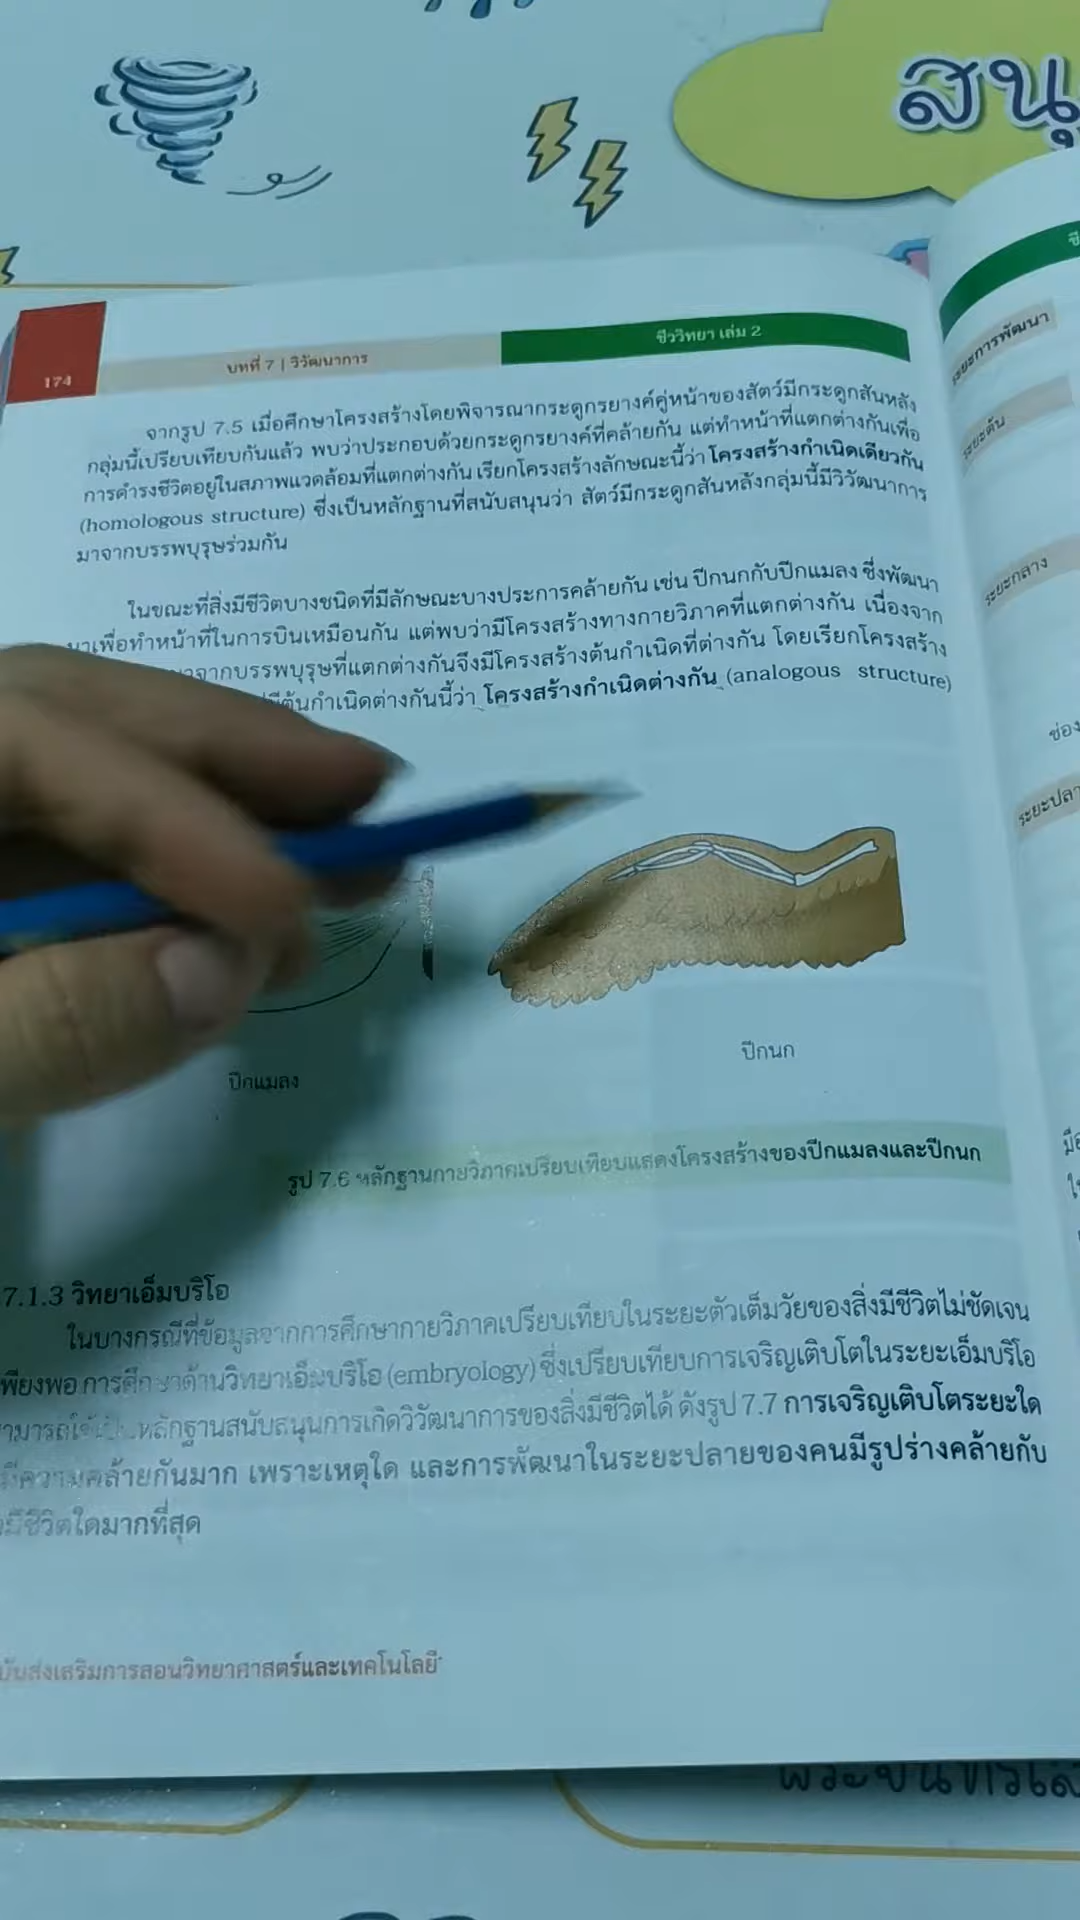 สนุ
174
บทที่ 7 | วิวัฒนาการ
ชีววิทยา เล่ม 2
จากรูป 7.5 เมื่อศึกษาโครงสร้างโดยพิจารณากระดูกรยางค์คู่หน้าของสัตว์มีกระดูกสันหลัง
กลุ่มนี้เปรียบเทียบกันแล้ว พบว่าประกอบด้วยกระดูกรยางค์ที่คล้ายกัน แต่ทำหน้าที่แตกต่างกันเพื่อ
การดำรงชีวิตอยู่ในสภาพแวดล้อมที่แตกต่างกัน เรียกโครงสร้างลักษณะนี้ว่า โครงสร้างกำเนิดเดียวกัน
(homologous structure) ซึ่งเป็นหลักฐานที่สนับสนุนว่า สัตว์มีกระดูกสันหลังกลุ่มนี้มีวิวัฒนาการ
มาจากบรรพบุรุษร่วมกัน
ในขณะที่สิ่งมีชีวิตบางชนิดที่มีลักษณะบางประการคล้ายกัน เช่น ปีกนกกับปีกแมลง ซึ่งพัฒนา
มาเพื่อทำหน้าที่ในการบินเหมือนกัน แต่พบว่ามีโครงสร้างทางกายวิภาคที่แตกต่างกัน เนื่องจาก
จากบรรพบุรุษที่แตกต่างกันจึงมีโครงสร้างต้นกำเนิดที่ต่างกัน โดยเรียกโครงสร้าง
มีต้นกำเนิดต่างกันนี้ว่า โครงสร้างกำเนิดต่างกัน (analogous structure)
ปีกแมลง
ปีกนก
รูป 7.6 หลักฐานกายวิภาคเปรียบเทียบแสดงโครงสร้างของปีกแมลงและปีกนก
7.1.3 วิทยาเอ็มบริโอ
ในบางกรณีที่ข้อมูลจากการศึกษากายวิภาคเปรียบเทียบในระยะตัวเต็มวัยของสิ่งมีชีวิตไม่ชัดเจน
เพียงพอ การศึกษาด้านวิทยาเอ็มบริโอ (embryology) ซึ่งเปรียบเทียบการเจริญเติบโตในระยะเอ็มบริโอ
ามารถใช้เป็นหลักฐานสนับสนุนการเกิดวิวัฒนาการของสิ่งมีชีวิตได้ ดังรูป 7.7 การเจริญเติบโตระยะใด
มีความคล้ายกันมาก เพราะเหตุใด และการพัฒนาในระยะปลายของคนมีรูปร่างคล้ายกับ
มีชีวิตใดมากที่สุด
บันส่งเสริมการสอนวิทยาศาสตร์และเทคโนโลยี
ระยะการพัฒนา
ระยะต้น
ระยะกลาง
ช่อง
ระยะปลา